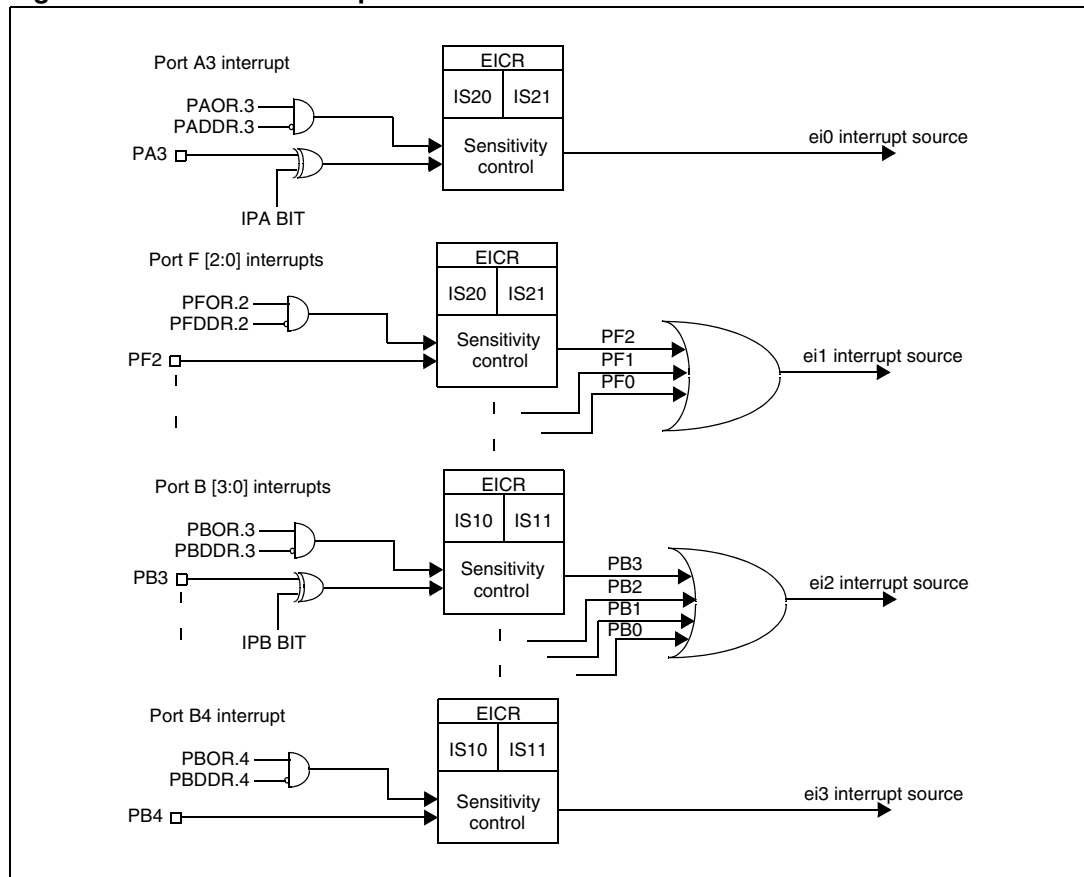 Port A3 interrupt
EICR
IS20 IS21
PAOR.3
PADDR.3
PA3
IPA BIT
Sensitivity
control
ei0 interrupt source
Port F [2:0] interrupts
EICR
IS20 IS21
PFOR.2
PFDDR.2
PF2
Sensitivity
control
PF2
PF1
PF0
ei1 interrupt source
Port B [3:0] interrupts
EICR
IS10 IS11
PBOR.3
PBDDR.3
PB3
IPB BIT
Sensitivity
control
PB3
PB2
PB1
PB0
ei2 interrupt source
Port B4 interrupt
EICR
IS10 IS11
PBOR.4
PBDDR.4
PB4
Sensitivity
control
ei3 interrupt source